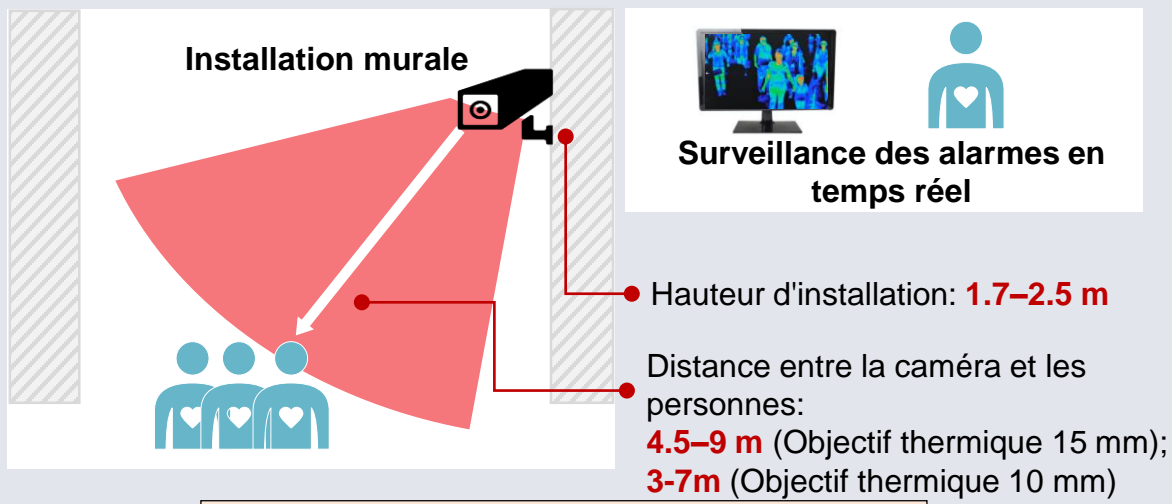 Installation murale
Surveillance des alarmes en
temps réel
Hauteur d'installation: 1.7–2.5 m
Distance entre la caméra et les
personnes:
4.5–9 m (Objectif thermique 15 mm);
3-7m (Objectif thermique 10 mm)